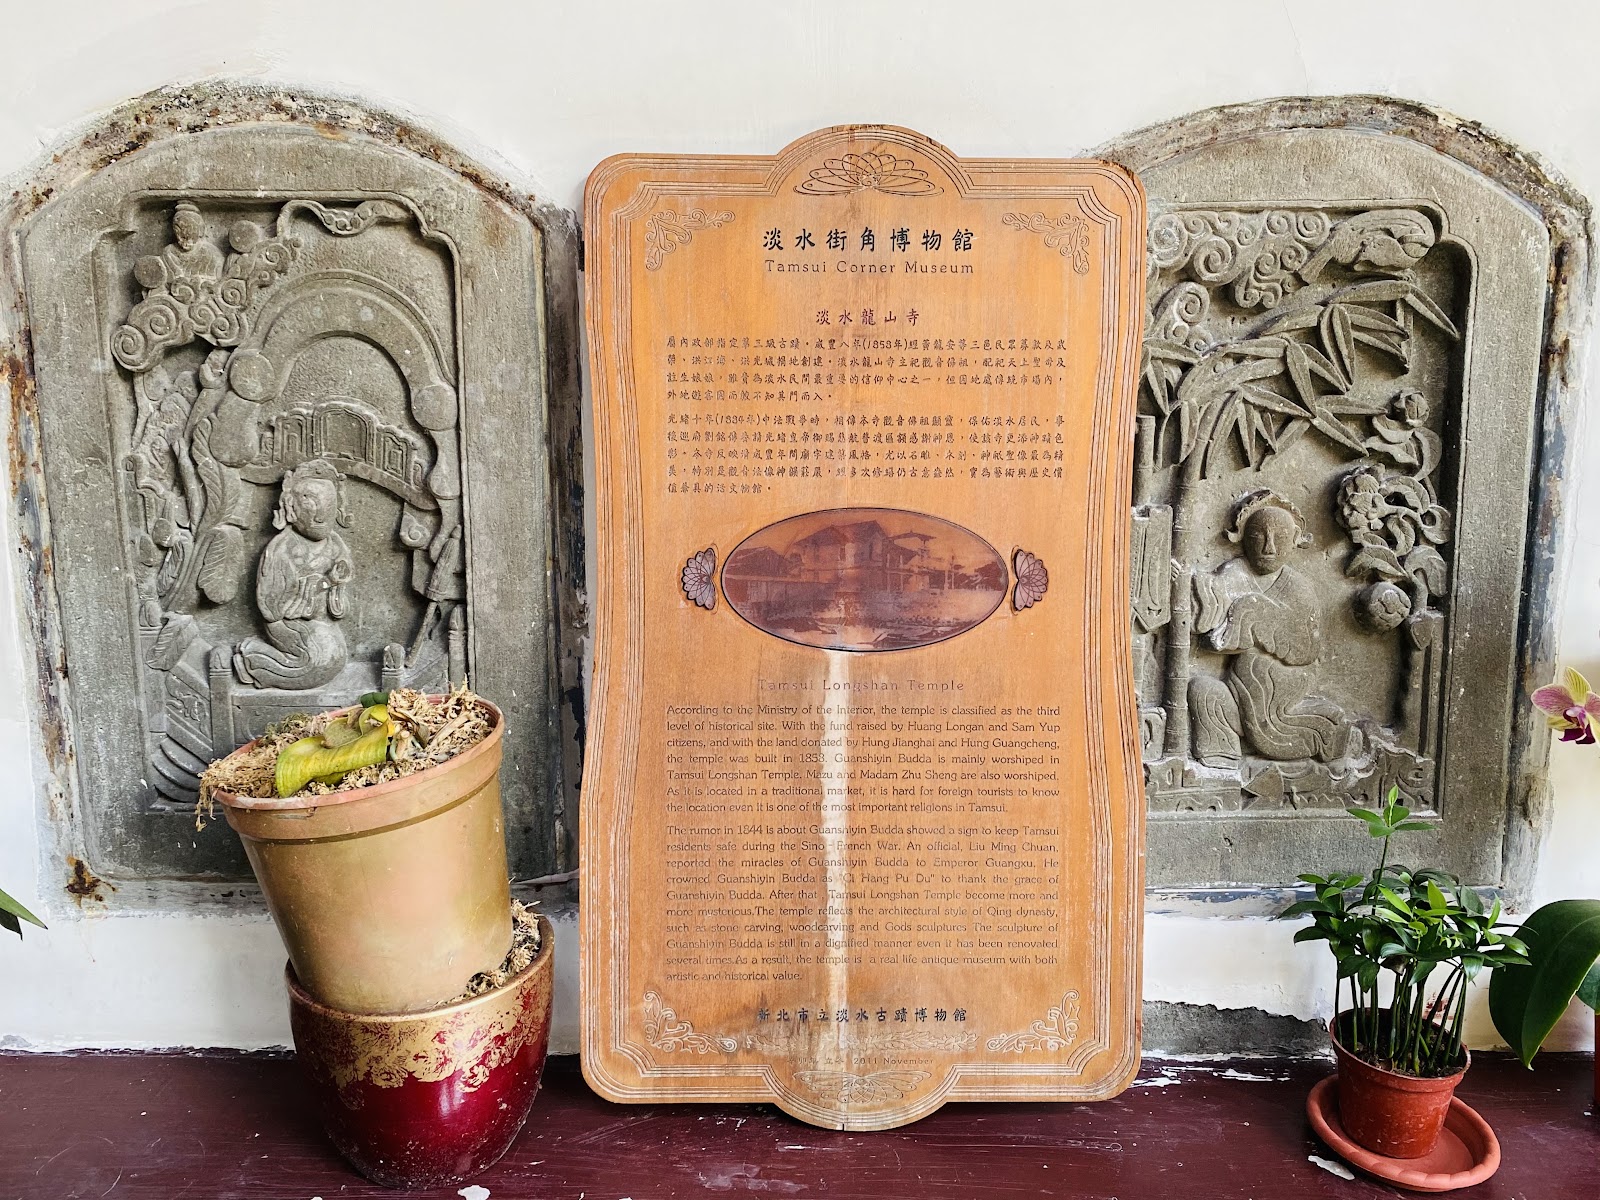 淡水街角博物館
Tamsui Corner Museum
淡水龍山寺
屬內政部指定第三級古蹟，咸豐八年(1858年)經黃龍安等三邑民眾募款及武
榮、洪江海、洪光城捐地創建，淡水龍山寺主祀觀音佛祖，配祀天上聖母及
註生娘娘，雖貴為淡水民間最重要的信仰中心之一，但因地處傳統市場內，
外地遊客因而較不知其門而入。
光緒十年(1884年)中法戰爭時，相傳本寺觀音佛祖顯靈，保佑淡水居民，事
後巡府劉銘傳奏請光緒皇帝御賜慈航普渡匾額感謝神恩，使該寺更添神蹟色
彩。本寺反映清咸豐年間廟宇建築風格，尤以石雕、木刻、神祇聖像最為精
美，特別是觀音法像神韻莊嚴，經多次修繕仍古意盎然，實為藝術與歷史價
值兼具的活文物館。
Tamsui Longshan Temple
According to the Ministry of the Interior, the temple is classified as the third
level of historical site. With the fund raised by Huang Longan and Sam Yup
citizens, and with the land donated by Hung Jianghai and Hung Guangcheng,
the temple was built in 1853. Guanshiyin Budda is mainly worshiped in
Tamsui Longshan Temple. Mazu and Madam Zhu Sheng are also worshiped.
As it is located in a traditional market, it is hard for foreign tourists to know
the location even it is one of the most important religions in Tamsui.
The rumor in 1844 is about Guanshiyin Budda showed a sign to keep Tamsui
residents safe during the Sino - French War. An official, Liu Ming Chuan,
reported the miracles of Guanshiyin Budda to Emperor Guangxu. He
crowned Guanshiyin Budda as "Ci Hang Pu Du" to thank the grace of
Guanshiyin Budda. After that, Tamsui Longshan Temple become more and
more mysterious.The temple reflects the architectural style of Qing dynasty,
such as stone carving, woodcarving and Gods sculptures The sculpture of
Guanshiyin Budda is still in a dignified manner even it has been renovated
several times.As a result, the temple is a real life antique museum with both
artistic and historical value.
新北市立淡水古蹟博物館
2011 November